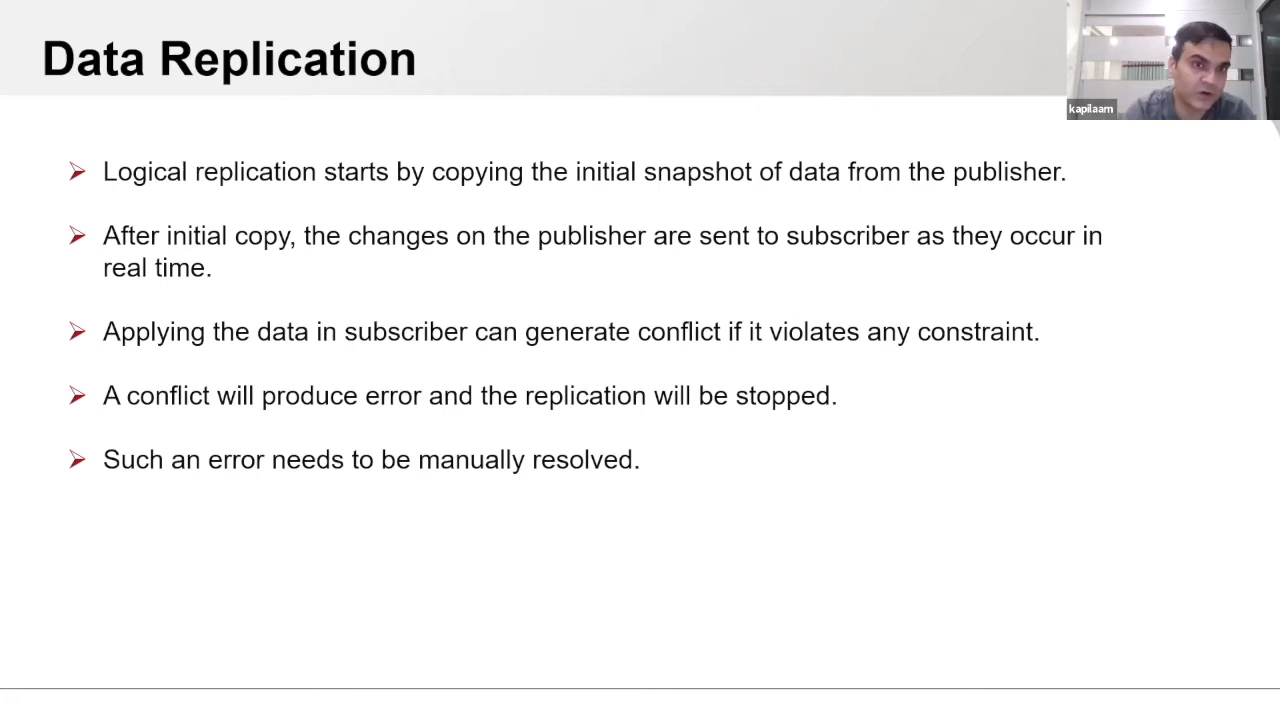 Data Replication
kapilaam
Logical replication starts by copying the initial snapshot of data from the publisher.
After initial copy, the changes on the publisher are sent to subscriber as they occur in
real time.
Applying the data in subscriber can generate conflict if it violates any constraint.
A conflict will produce error and the replication will be stopped.
Such an error needs to be manually resolved.